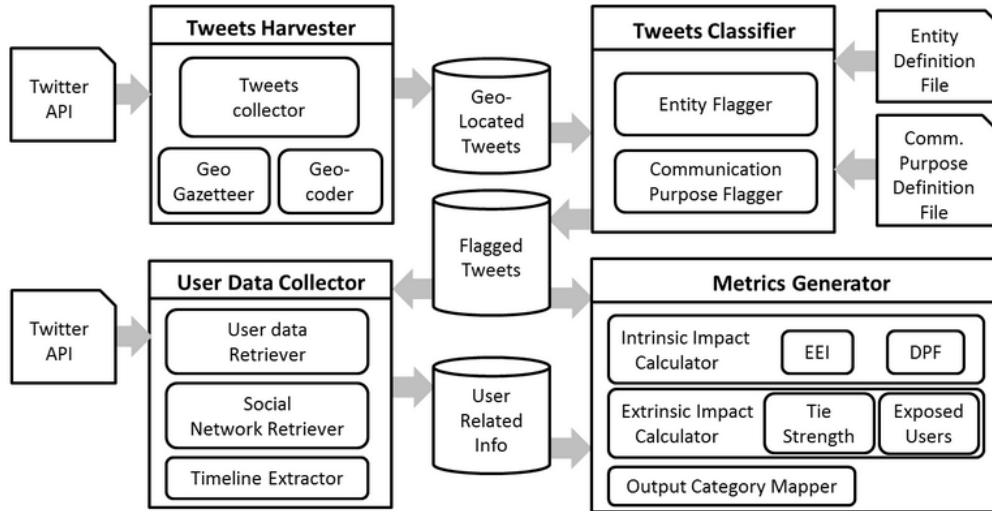 Tweets Harvester
Twitter
API
Tweets
collector
Geo
Gazetteer
Geo-
coder
Geo-
Located
Tweets
Tweets Classifier
Entity Flagger
Communication
Purpose Flagger
Entity
Definition
File
Comm.
Purpose
Definition
File
Flagged
Tweets
User Data Collector
Twitter
API
User data
Retriever
Social
Network Retriever
Timeline Extractor
User
Related
Info
Metrics Generator
Intrinsic Impact
Calculator
EEI
DPF
Extrinsic Impact
Calculator
Tie
Strength
Exposed
Users
Output Category Mapper